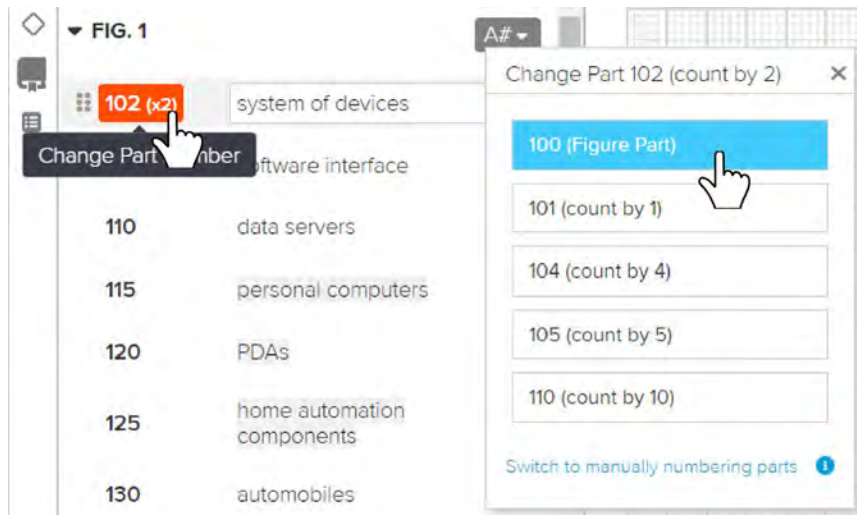 FIG. 1
A#
102 (x2)
system of devices
Change Part
mber
ftware interface
110
data servers
115
personal computers
120
PDAs
125
home automation
components
130
automobiles
Change Part 102 (count by 2)
100 (Figure Part)
101 (count by 1)
104 (count by 4)
105 (count by 5)
110 (count by 10)
Switch to manually numbering parts